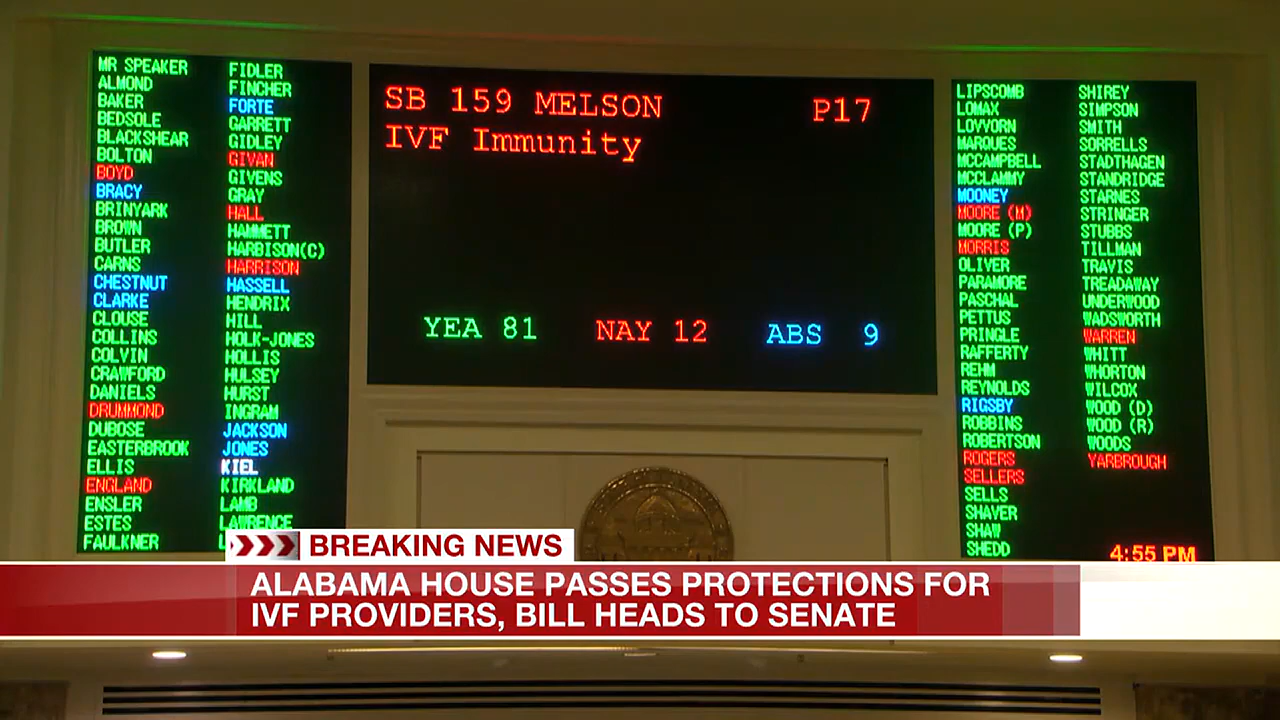 MR SPEAKER
ALMOND
BAKER
BEDSOLE
BLACKSHEAR
BOLTON
BOYD
BRACY
BRINYARK
BROWN
BUTLER
CARNS
CHESTNUT
CLARKE
CLOUSE
COLLINS
COLVIN
CRAWFORD
DANIELS
DRUMMOND
DUBOSE
EASTERBROOK
ELLIS
ENGLAND
ENSLER
ESTES
FAULKNER
FIDLER
FINCHER
FORTE
GARRETT
GIDLEY
GIVAN
GIVENS
GRAY
HALL
HAMMETT
HARBISON(C)
HARRISON
HASSELL
HENDRIX
HILL
HOLK-JONES
HOLLIS
HULSEY
HURST
INGRAM
JACKSON
JONES
KIEL
KIRKLAND
LAMB
LAWRENCE
SB 159 MELSON P17
IVF Immunity
YEA 81 NAY 12 ABS 9
LIPSCOMB
LOMAX
LOVVORN
MARQUES
MCCAMPBELL
MCCLAMMY
MOONEY
MOORE (M)
MOORE (P)
MORRIS
OLIVER
PARAMORE
PASCHAL
PETTUS
PRINGLE
RAFFERTY
REHM
REYNOLDS
RIGSBY
ROBBINS
ROBERTSON
ROGERS
SELLERS
SELLS
SHAVER
SHAW
SHEDD
SHIREY
SIMPSON
SMITH
SORRELLS
STADTHAGEN
STANDRIDGE
STARNES
STRINGER
STUBBS
TILLMAN
TRAVIS
TREADAWAY
UNDERWOOD
WADSWORTH
WARREN
WHITT
WHORTON
WILCOX
WOOD (D)
WOOD (R)
WOODS
YARBROUGH
4:55 PM
BREAKING NEWS
ALABAMA HOUSE PASSES PROTECTIONS FOR
IVF PROVIDERS, BILL HEADS TO SENATE